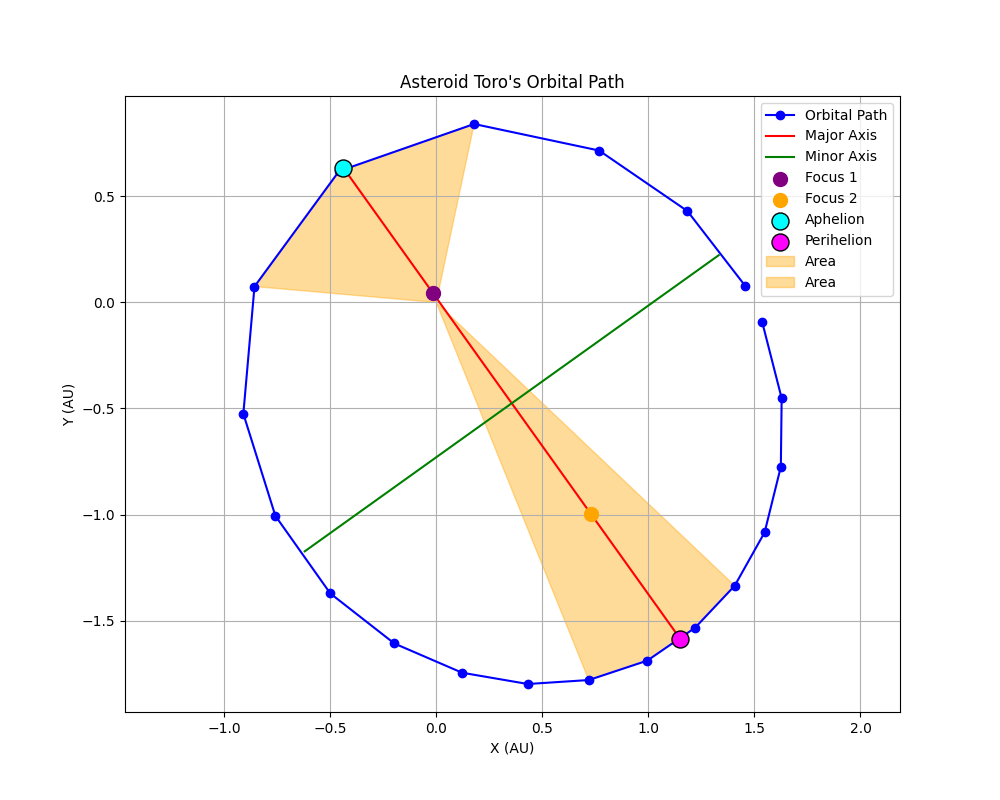 Asteroid Toro's Orbital Path
Orbital Path
Major Axis
Minor Axis
Focus 1
Focus 2
Aphelion
Perihelion
Area
Area
0.5
0.0
−0.5
−1.0
−1.5
Y (AU)
−1.0
−0.5
0.0
0.5
1.0
1.5
2.0
X (AU)